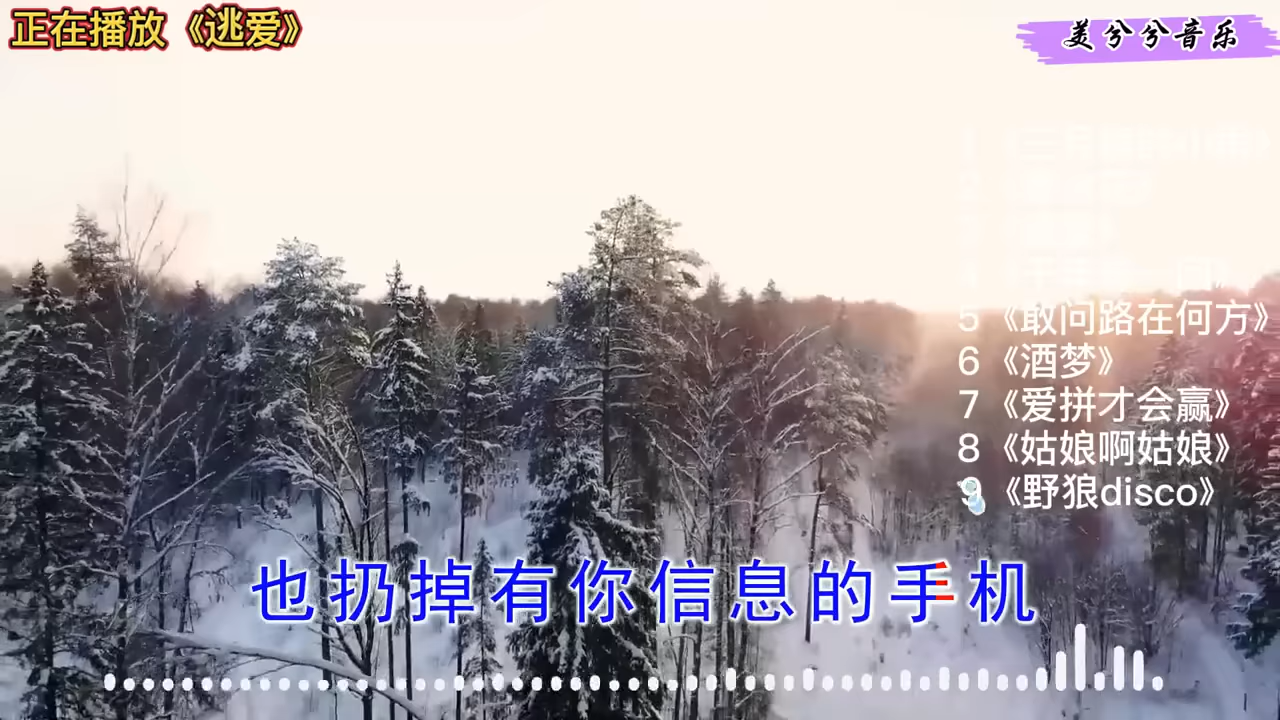 正在播放《逃爱》
美兮兮音乐
5《敢问路在何方》
6《酒梦》
7《爱拼才会赢》
8《姑娘啊姑娘》
9《野狼disco》
也扔掉有你信息的手机